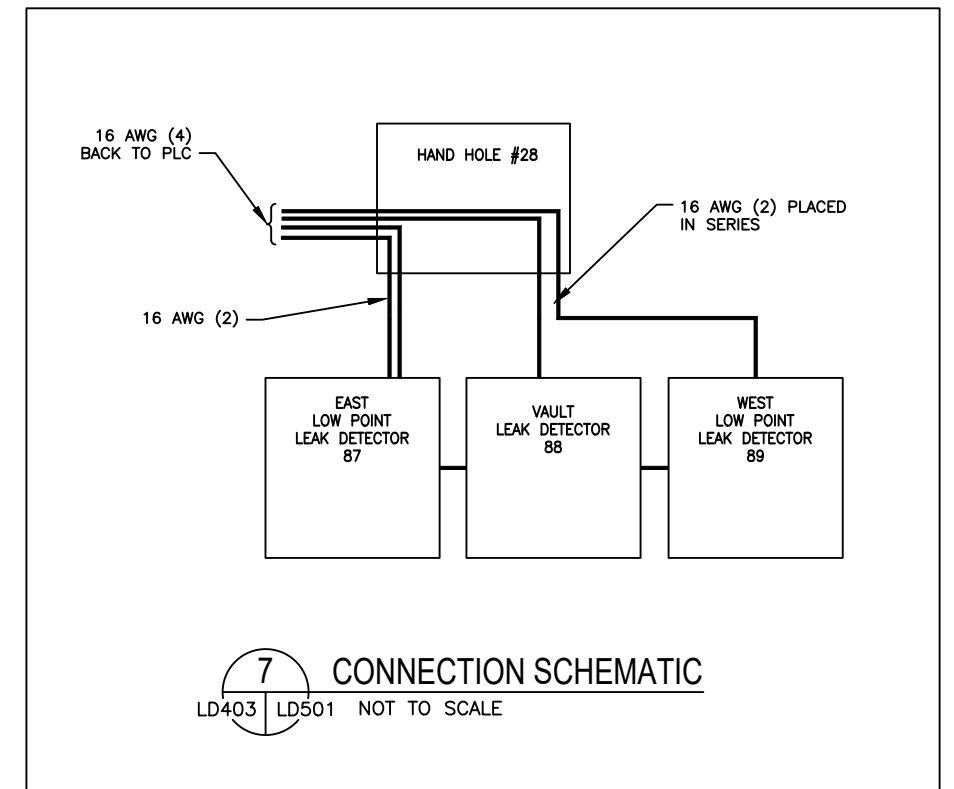 16 AWG (4)
BACK TO PLC
HAND HOLE #28
16 AWG (2) PLACED
IN SERIES
16 AWG (2)
EAST
LOW POINT
LEAK DETECTOR
87
VAULT
LEAK DETECTOR
88
WEST
LOW POINT
LEAK DETECTOR
89
7
CONNECTION SCHEMATIC
LD403
LD501
NOT TO SCALE